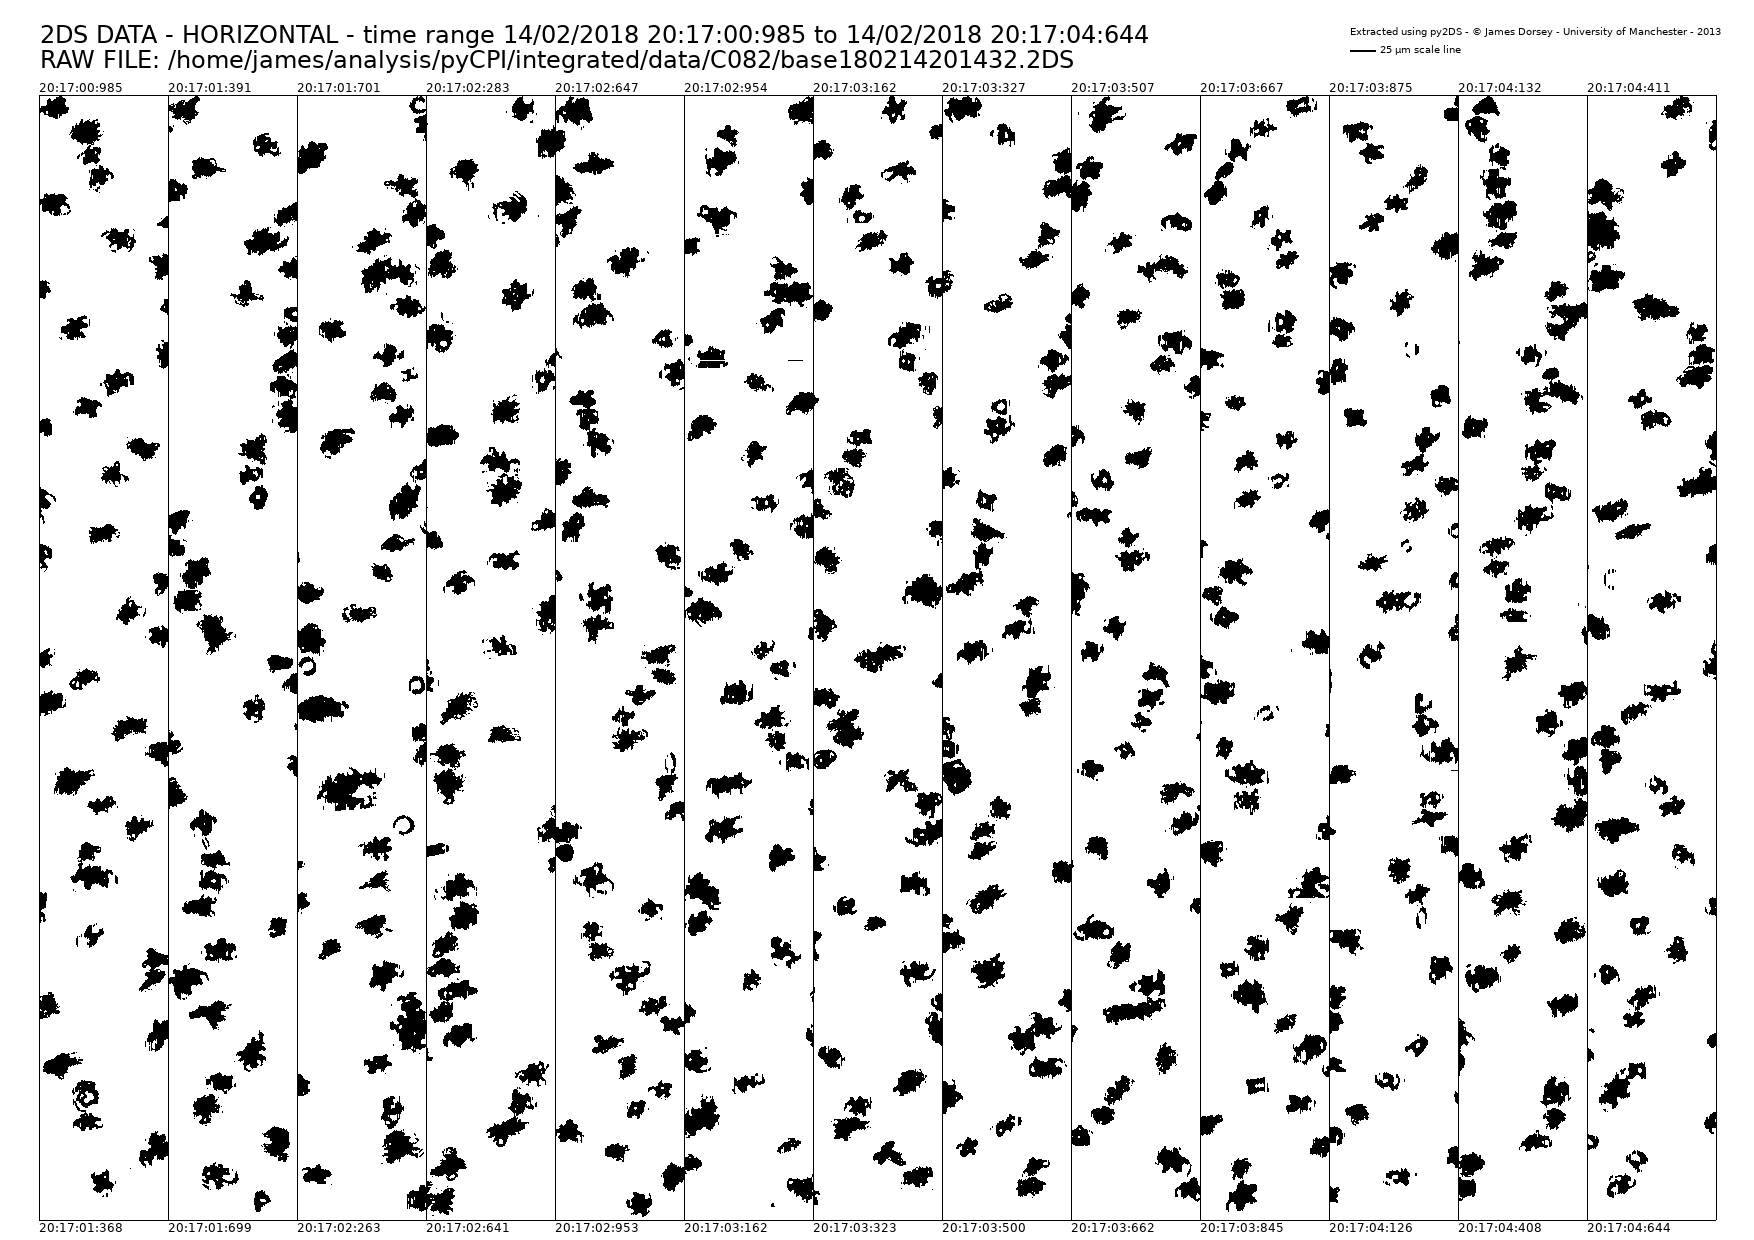 2DS DATA - HORIZONTAL - time range 14/02/2018 20:17:00:985 to 14/02/2018 20:17:04:644
RAW FILE: /home/james/analysis/pyCPI/integrated/data/C082/base180214201432.2DS
Extracted using py2DS - © James Dorsey - University of Manchester - 2013
25 µm scale line
20:17:00:985 20:17:01:391 20:17:01:701 20:17:02:283 20:17:02:647 20:17:02:954 20:17:03:162 20:17:03:327 20:17:03:507 20:17:03:667 20:17:03:875 20:17:04:132 20:17:04:411
20:17:01:368 20:17:01:699 20:17:02:263 20:17:02:641 20:17:02:953 20:17:03:162 20:17:03:323 20:17:03:500 20:17:03:662 20:17:03:845 20:17:04:126 20:17:04:408 20:17:04:644